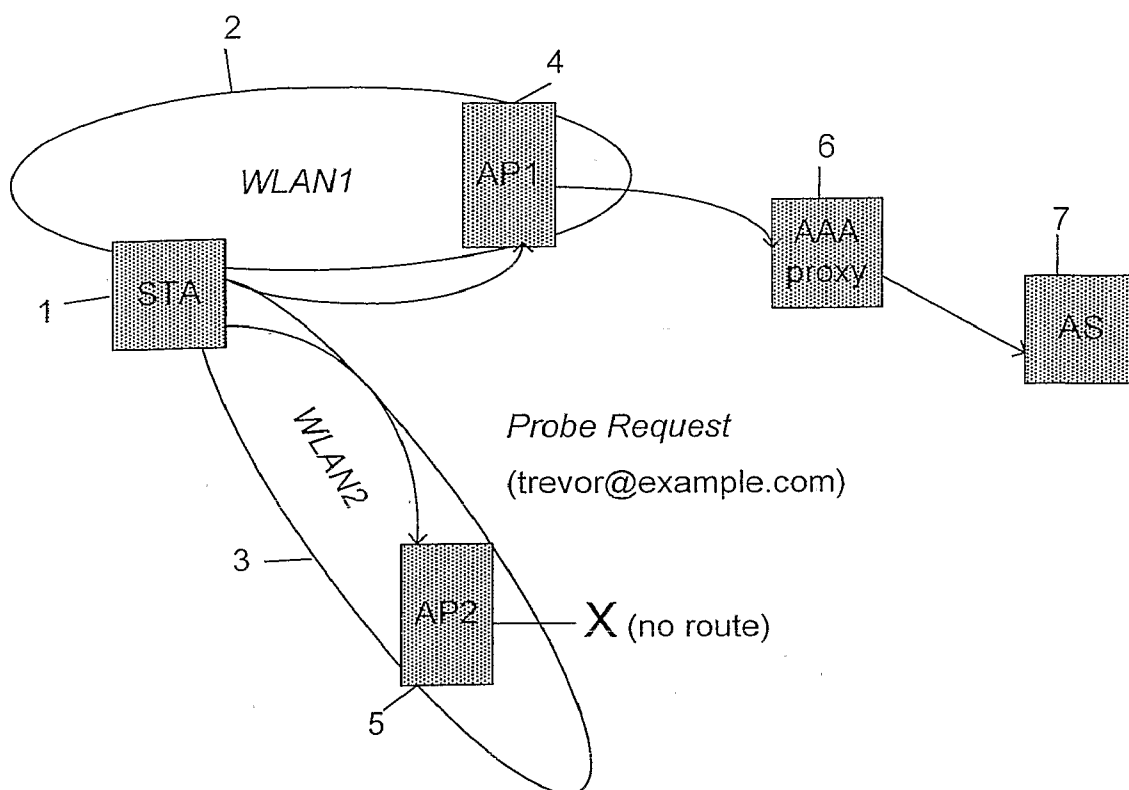 2
4
WLAN1
AP1
6
AAA
proxy
7
AS
1
STA
WLAN2
Probe Request
(trevor@example.com)
3
AP2
X (no route)
5